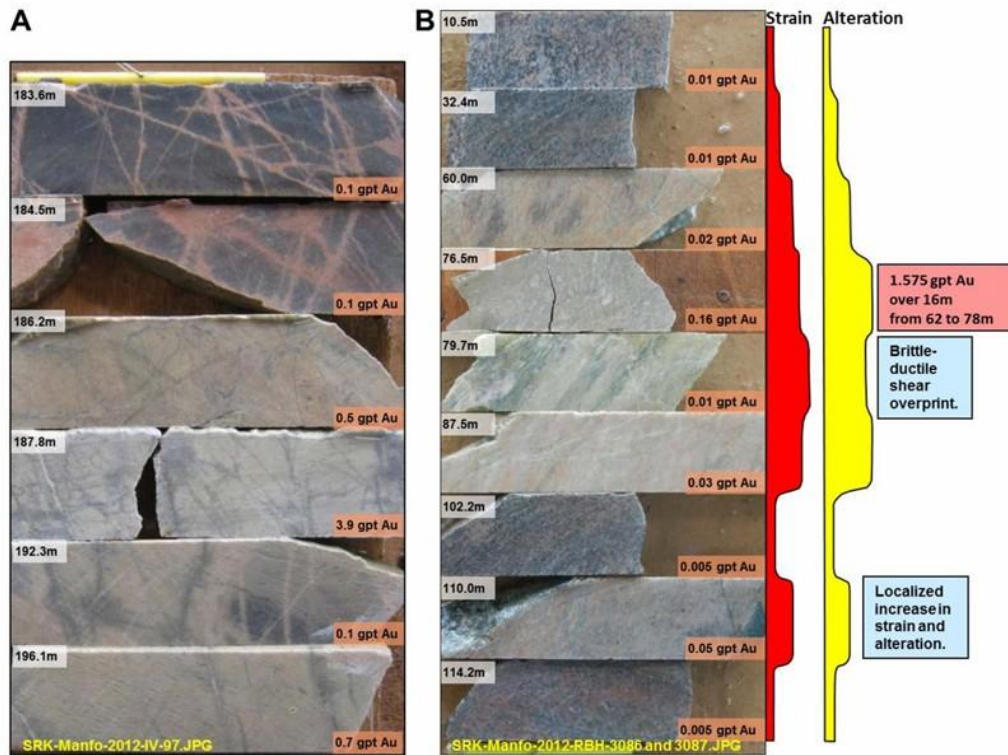 A
183.6m
0.1 gpt Au
184.5m
0.1 gpt Au
186.2m
0.5 gpt Au
187.8m
3.9 gpt Au
192.3m
0.1 gpt Au
196.1m
0.7 gpt Au
SRK-Manfo-2012-IV-97.JPG
B
Strain
Alteration
10.5m
0.01 gpt Au
32.4m
0.01 gpt Au
60.0m
0.02 gpt Au
76.5m
0.16 gpt Au
79.7m
0.01 gpt Au
87.5m
0.03 gpt Au
102.2m
0.005 gpt Au
110.0m
0.05 gpt Au
114.2m
0.005 gpt Au
SRK-Manfo-2012-RBH-3086 and 3087.JPG
1.575 gpt Au
over 16m
from 62 to 78m
Brittle-
ductile
shear
overprint.
Localized
increase in
strain and
alteration.